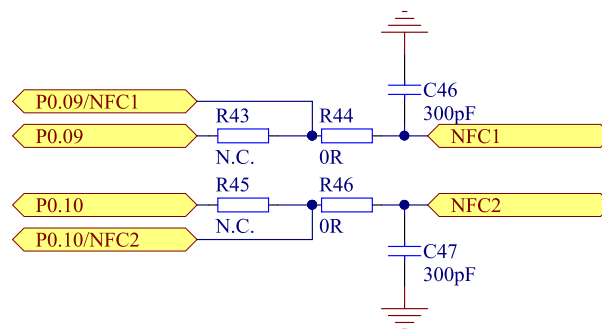 C46
300pF
P0.09/NFC1
R43
R44
P0.09
NFC1
N.C.
0R
R45
R46
P0.10
NFC2
N.C.
0R
P0.10/NFC2
C47
300pF